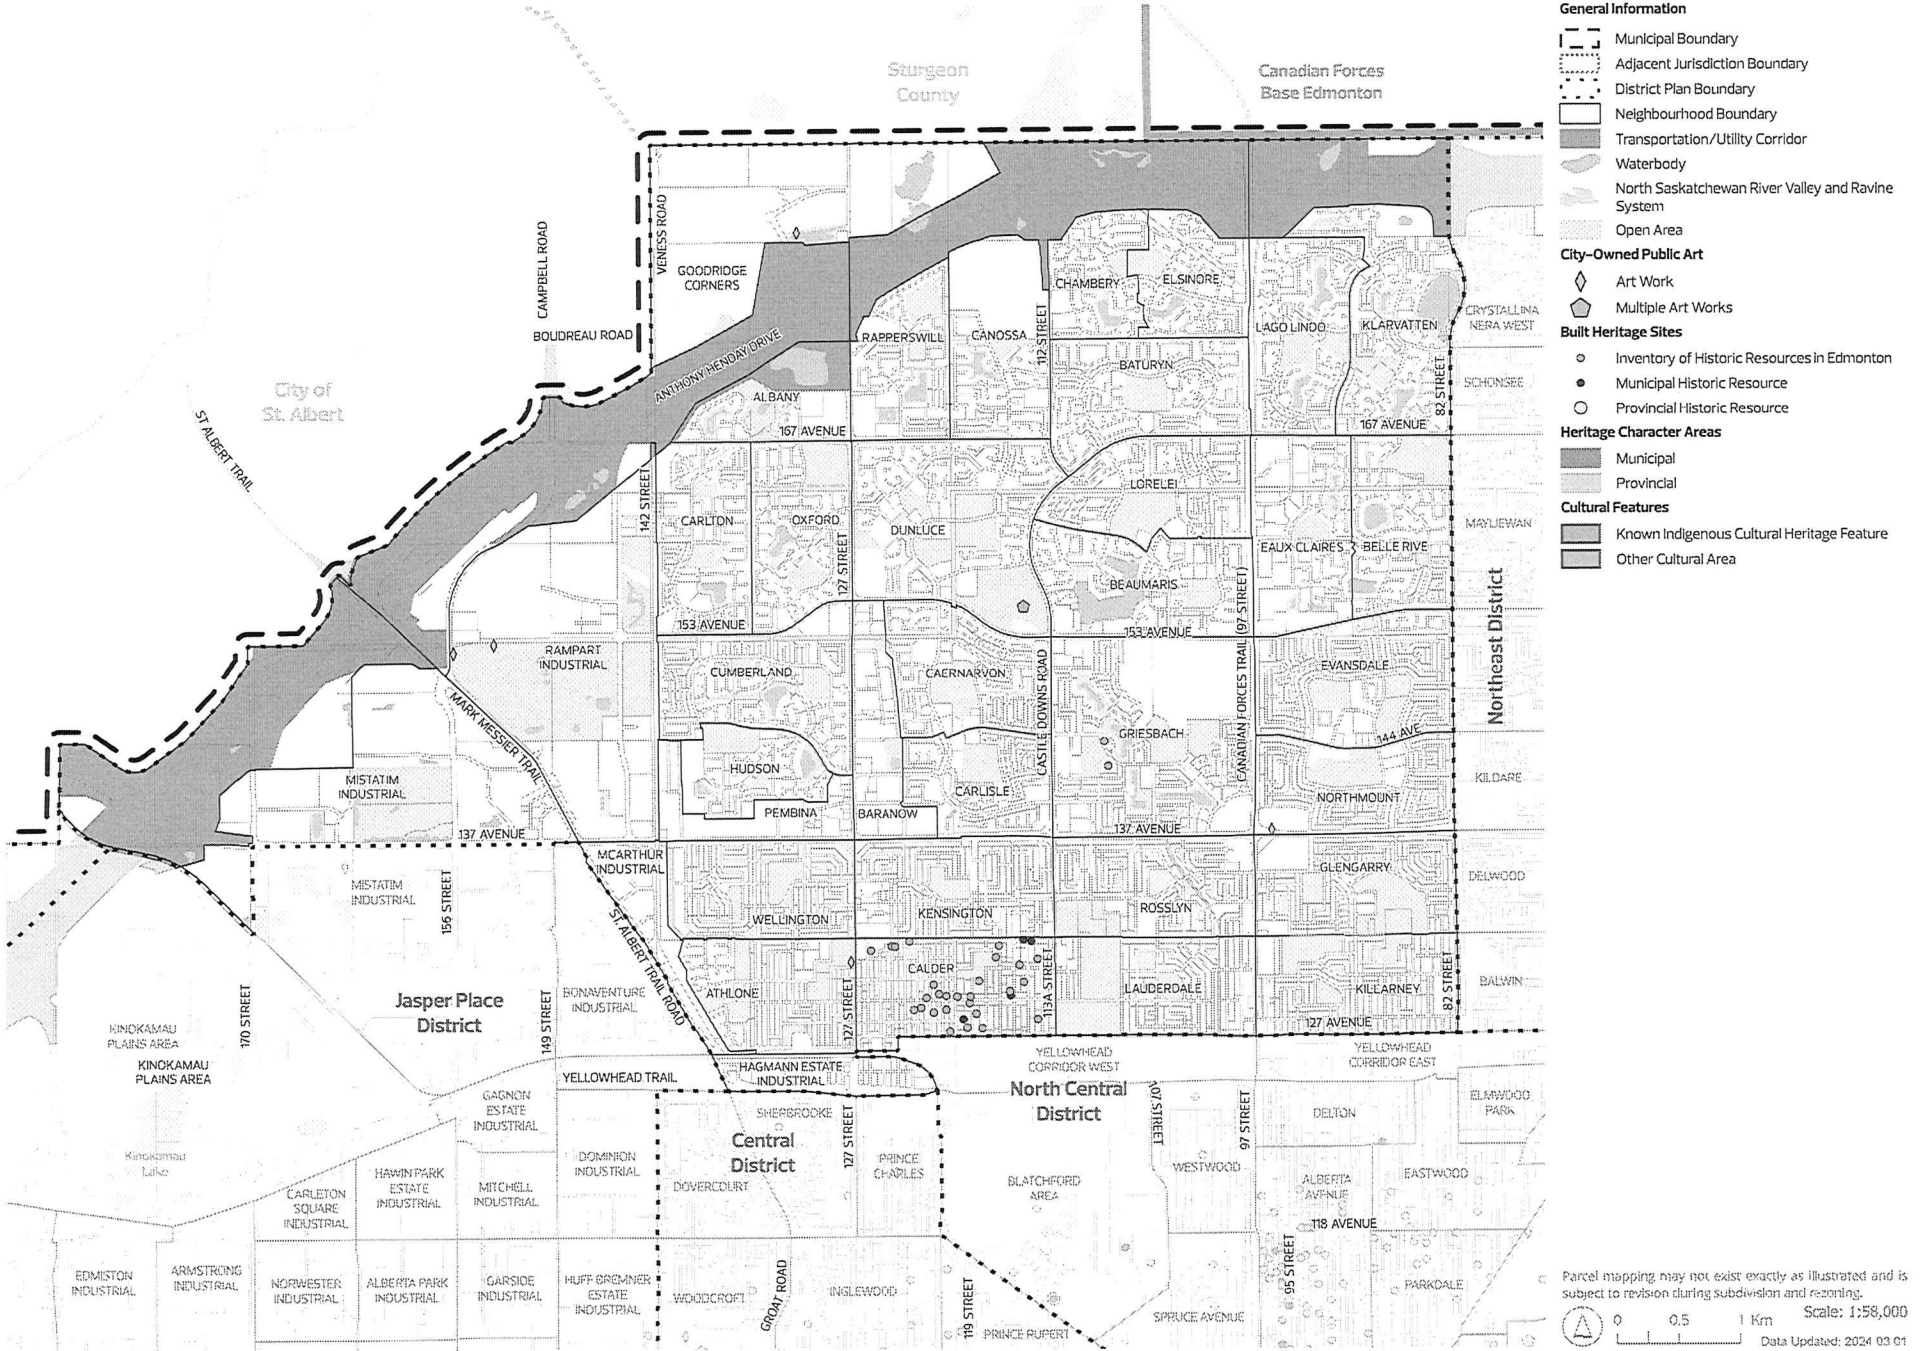 General Information
Municipal Boundary
Adjacent Jurisdiction Boundary
District Plan Boundary
Neighbourhood Boundary
Transportation/Utility Corridor
Waterbody
North Saskatchewan River Valley and Ravine
System
Open Area
City-Owned Public Art
Art Work
Multiple Art Works
Built Heritage Sites
Inventory of Historic Resources in Edmonton
Municipal Historic Resource
Provincial Historic Resource
Heritage Character Areas
Municipal
Provincial
Cultural Features
Known Indigenous Cultural Heritage Feature
Other Cultural Area
Sturgeon
County
Canadian Forces
Base Edmonton
City of
St. Albert
CAMPBELL ROAD
BOUDREAU ROAD
ST ALBERT TRAIL
VENESS ROAD
GOODRIDGE
CORNERS
ANTHONY HENDAY DRIVE
RAPPERSWILL
CANOSSA
112 STREET
CHAMBERY
ELSINORE
LAGO LINDO
KLARVATTEN
CRYSTALLINA
NERA WEST
BATURYN
ALBANY
167 AVENUE
82 STREET
SCHONSEE
167 AVENUE
142 STREET
CARLTON
OXFORD
127 STREET
DUNLUCE
LORELEI
BEAUMARIS
EAUX CLAIRES
BELLE RIVE
MAYLIEWAN
CANADIAN FORCES TRAIL (97 STREET)
153 AVENUE
153 AVENUE
Northeast District
RAMPART
INDUSTRIAL
CUMBERLAND
CAERNARVON
CASTLE DOWNS ROAD
GRIESBACH
EVANSDALE
144 AVE
MARK MESSIER TRAIL
HUDSON
CARLISLE
PEMBINA
BARANOW
NORTHMOUNT
KILDARE
MISTATIM
INDUSTRIAL
137 AVENUE
137 AVENUE
MCARTHUR
INDUSTRIAL
MISTATIM
INDUSTRIAL
156 STREET
WELLINGTON
KENSINGTON
ROSSLYN
GLENGARRY
DELWOOD
ST. ALBERT TRAIL ROAD
ATHLONE
127 STREET
CALDER
113A STREET
LAUDERDALE
KILLARNEY
82 STREET
BALWIN
127 AVENUE
Jasper Place
District
170 STREET
149 STREET
BONAVENTURE
INDUSTRIAL
KINOKAMAU
PLAINS AREA
KINOKAMAU
PLAINS AREA
YELLOWHEAD TRAIL
HAGMANN ESTATE
INDUSTRIAL
YELLOWHEAD
CORRIDOR WEST
YELLOWHEAD
CORRIDOR EAST
North Central
District
GAGNON
ESTATE
INDUSTRIAL
SHERBROOKE
Central
District
127 STREET
107 STREET
97 STREET
DELTON
ELMWOOD
PARK
Kinokamau
Lake
HAWIN PARK
ESTATE
INDUSTRIAL
DOMINION
INDUSTRIAL
MITCHELL
INDUSTRIAL
CARLETON
SQUARE
INDUSTRIAL
DOVERCOURT
PRINCE
CHARLES
BLATCHFORD
AREA
WESTWOOD
ALBERTA
AVENUE
EASTWOOD
118 AVENUE
EDMISTON
INDUSTRIAL
ARMSTRONG
INDUSTRIAL
NORWESTER
INDUSTRIAL
ALBERTA PARK
INDUSTRIAL
GARSIDE
INDUSTRIAL
HUFF BREMNER
ESTATE
INDUSTRIAL
WOODCROFT
GROAT ROAD
INGLEWOOD
119 STREET
PRINCE RUPERT
SPRUCE AVENUE
95 STREET
PARKDALE
Parcel mapping may not exist exactly as illustrated and is
subject to revision during subdivision and rezoning.
Scale: 1:58,000
0 0.5 1 Km
Data Updated: 2024 03 01